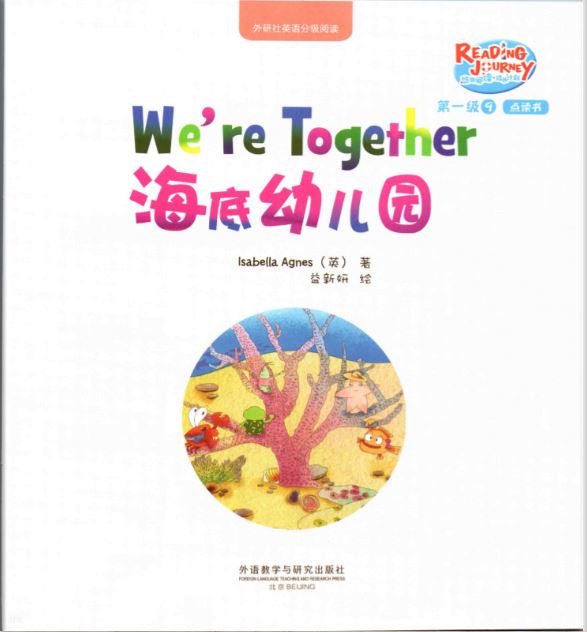 外研社英语分级阅读
READING
JOURNEY
第一级 9 点读书
We're Together
海底幼儿园
Isabella Agnes（英） 著
益新妍 绘
外语教学与研究出版社
FOREIGN LANGUAGE TEACHING AND RESEARCH PRESS
北京 BEIJING